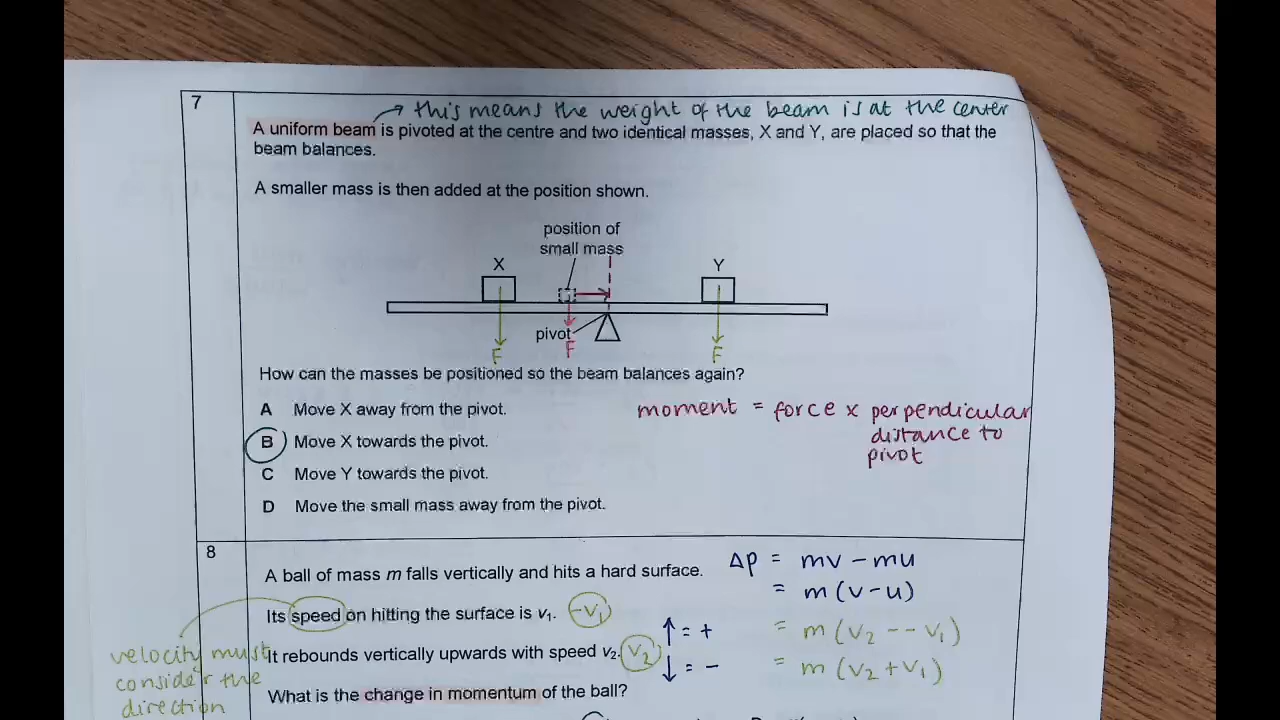 7
→ this means the weight of the beam is at the center
A uniform beam is pivoted at the centre and two identical masses, X and Y, are placed so that the
beam balances.
A smaller mass is then added at the position shown.
position of
small mass
X
Y
pivot
F
F
F
How can the masses be positioned so the beam balances again?
A Move X away from the pivot.
B Move X towards the pivot.
C Move Y towards the pivot.
D Move the small mass away from the pivot.
moment = force x perpendicular
distance to
pivot
8
A ball of mass m falls vertically and hits a hard surface.
Its speed on hitting the surface is v₁.
-v₁
It rebounds vertically upwards with speed v₂.
v₂
What is the change in momentum of the ball?
velocity must
consider the
direction
↑ = +
↓ = -
Δp = mv - mu
= m(v-u)
= m(v₂ - -v₁)
= m(v₂+v₁)